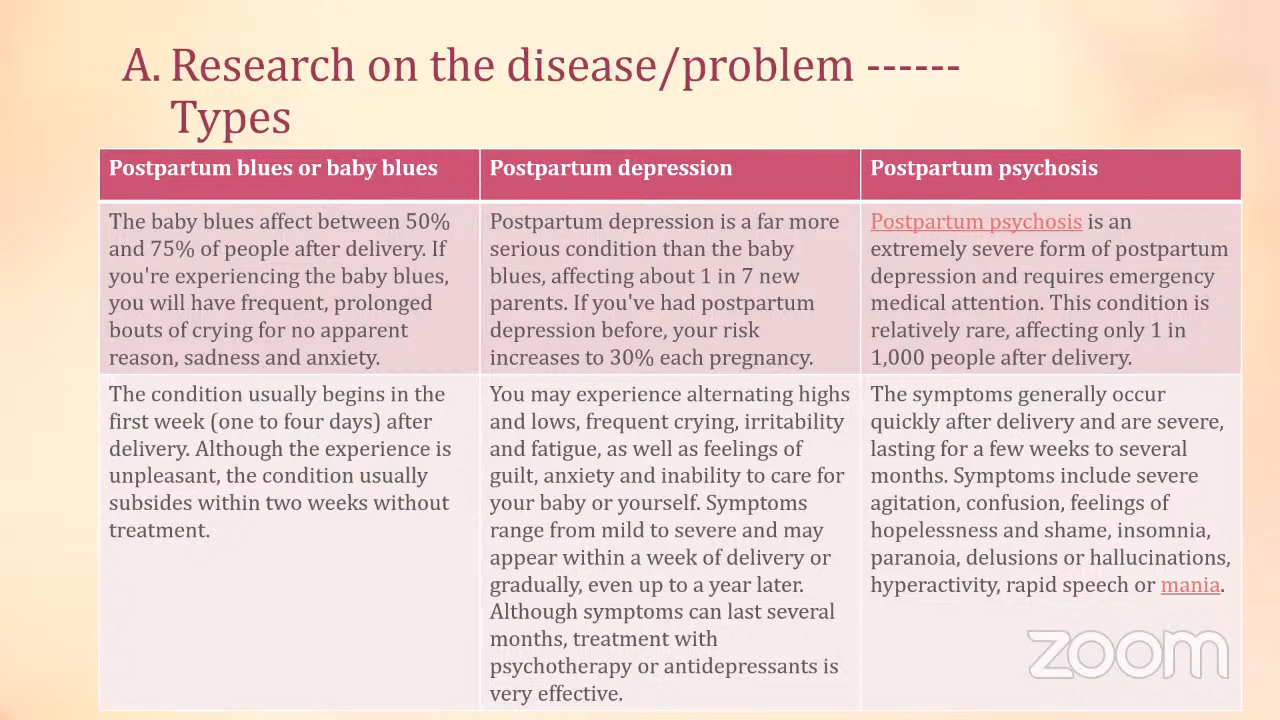 A. Research on the disease/problem ------
Types
Postpartum blues or baby blues
The baby blues affect between 50%
and 75% of people after delivery. If
you're experiencing the baby blues,
you will have frequent, prolonged
bouts of crying for no apparent
reason, sadness and anxiety.
The condition usually begins in the
first week (one to four days) after
delivery. Although the experience is
unpleasant, the condition usually
subsides within two weeks without
treatment.
Postpartum depression
Postpartum depression is a far more
serious condition than the baby
blues, affecting about 1 in 7 new
parents. If you've had postpartum
depression before, your risk
increases to 30% each pregnancy.
You may experience alternating highs
and lows, frequent crying, irritability
and fatigue, as well as feelings of
guilt, anxiety and inability to care for
your baby or yourself. Symptoms
range from mild to severe and may
appear within a week of delivery or
gradually, even up to a year later.
Although symptoms can last several
months, treatment with
psychotherapy or antidepressants is
very effective.
Postpartum psychosis
Postpartum psychosis is an
extremely severe form of postpartum
depression and requires emergency
medical attention. This condition is
relatively rare, affecting only 1 in
1,000 people after delivery.
The symptoms generally occur
quickly after delivery and are severe,
lasting for a few weeks to several
months. Symptoms include severe
agitation, confusion, feelings of
hopelessness and shame, insomnia,
paranoia, delusions or hallucinations,
hyperactivity, rapid speech or mania.
zoom